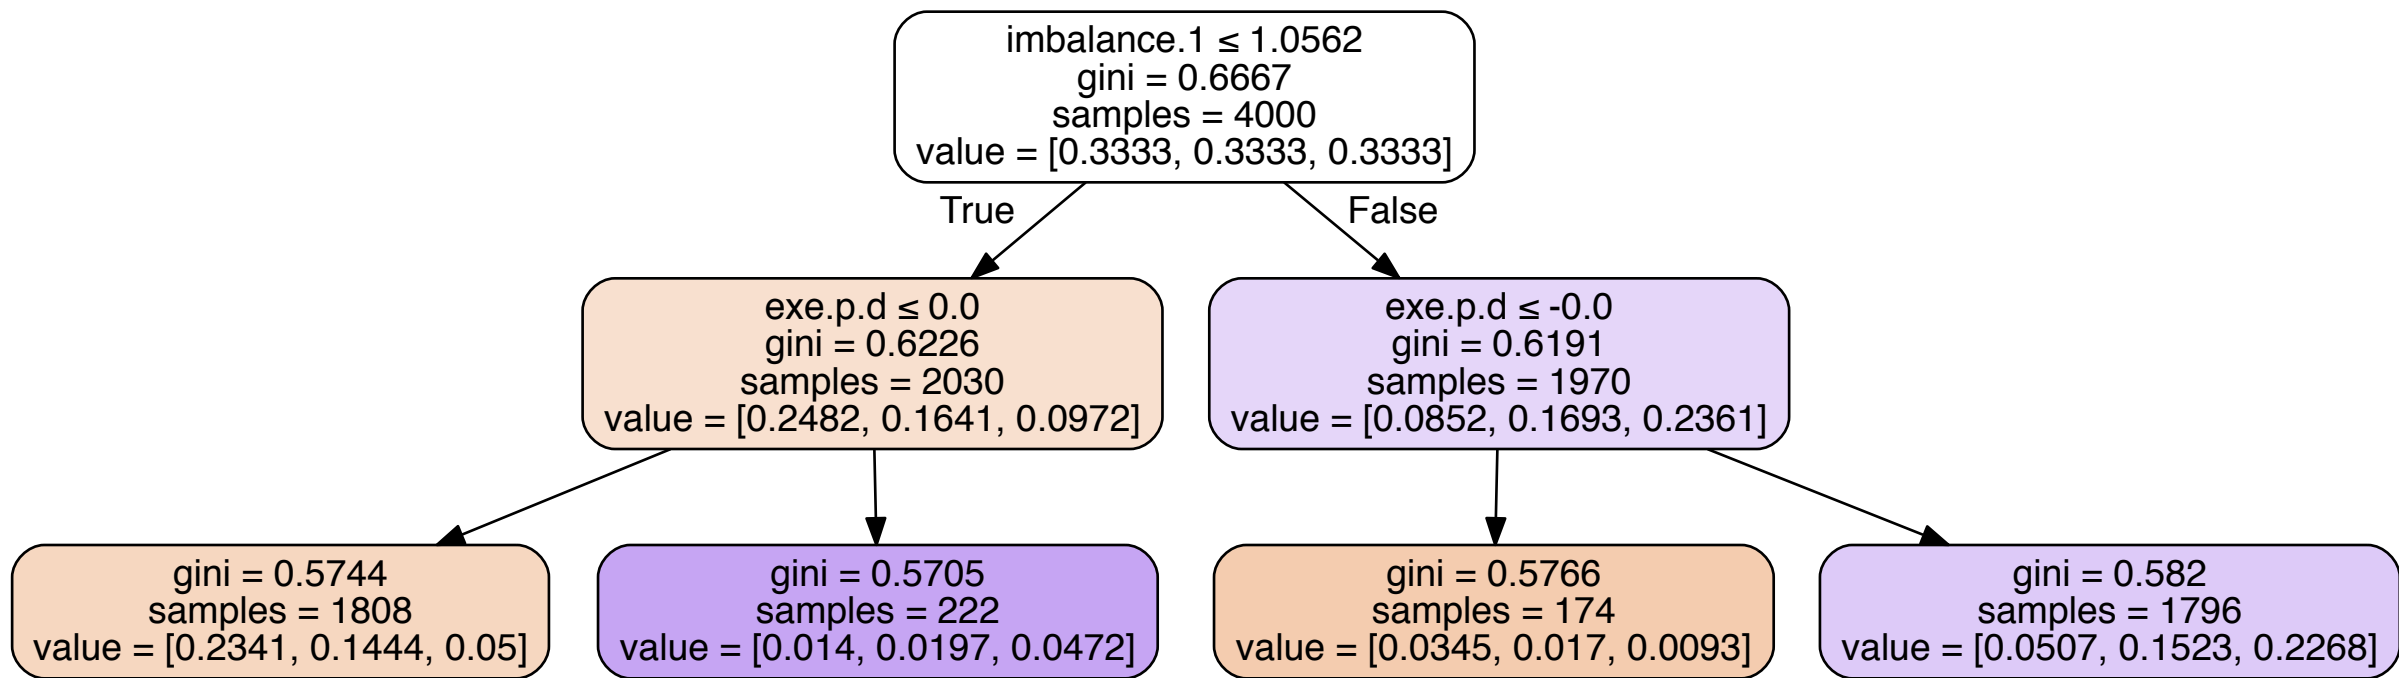 imbalance.1 ≤ 1.0562
gini = 0.6667
samples = 4000
value = [0.3333, 0.3333, 0.3333]
True
False
exe.p.d ≤ 0.0
gini = 0.6226
samples = 2030
value = [0.2482, 0.1641, 0.0972]
exe.p.d ≤ -0.0
gini = 0.6191
samples = 1970
value = [0.0852, 0.1693, 0.2361]
gini = 0.5744
samples = 1808
value = [0.2341, 0.1444, 0.05]
gini = 0.5705
samples = 222
value = [0.014, 0.0197, 0.0472]
gini = 0.5766
samples = 174
value = [0.0345, 0.017, 0.0093]
gini = 0.582
samples = 1796
value = [0.0507, 0.1523, 0.2268]